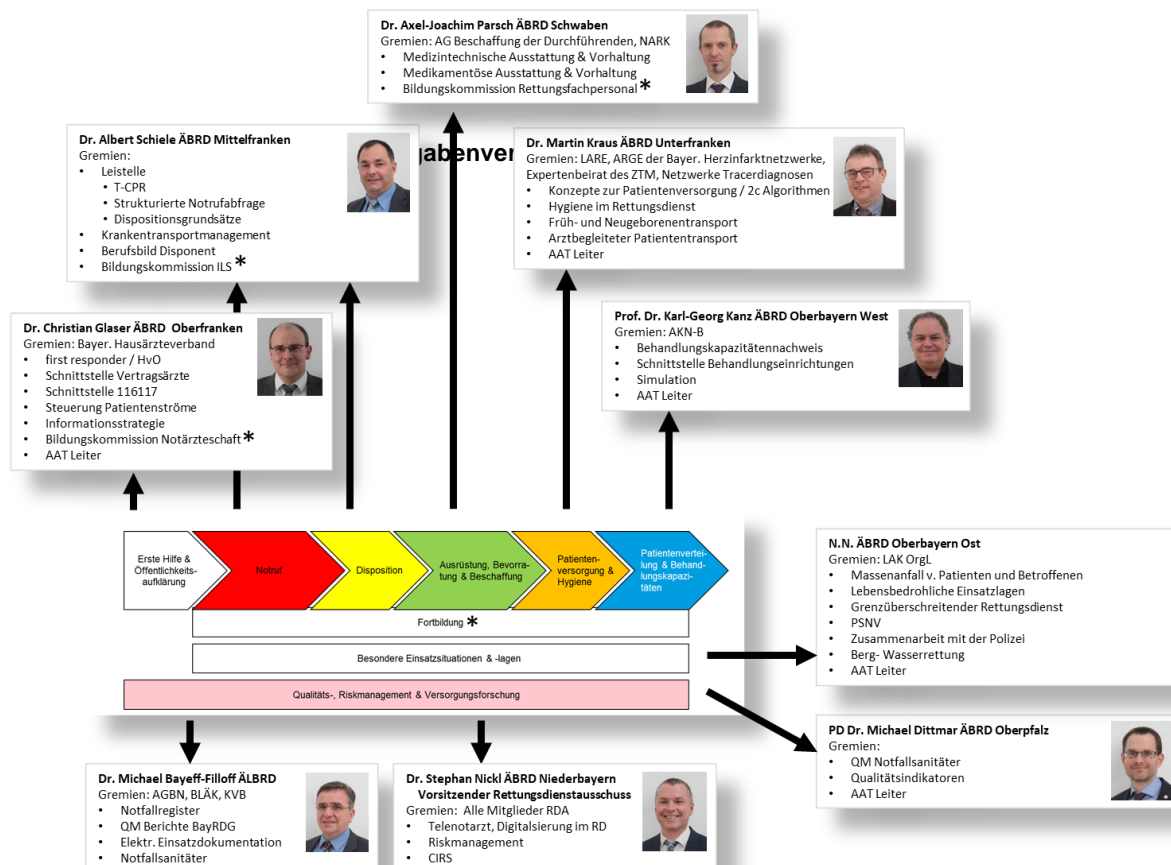 Dr. Axel-Joachim Parsch ÄBRD Schwaben
Gremien: AG Beschaffung der Durchführenden, NARK
• Medizintechnische Ausstattung & Vorhaltung
• Medikamentöse Ausstattung & Vorhaltung
• Bildungskommission Rettungsfachpersonal *
gabenver
Dr. Albert Schiele ÄBRD Mittelfranken
Gremien:
• Leistelle
• T-CPR
• Strukturierte Notrufabfrage
• Dispositionsgrundsätze
• Krankentransportmanagement
• Berufsbild Disponent
• Bildungskommission ILS *
Dr. Martin Kraus ÄBRD Unterfranken
Gremien: LARE, ARGE der Bayer. Herzinfarktnetzwerke,
Expertenbeirat des ZTM, Netzwerke Tracerdiagnosen
• Konzepte zur Patientenversorgung / 2c Algorithmen
• Hygiene im Rettungsdienst
• Früh- und Neugeborenentransport
• Arztbegleiteter Patiententransport
• AAT Leiter
Dr. Christian Glaser ÄBRD Oberfranken
Gremien: Bayer. Hausärzteverband
• first responder / HvO
• Schnittstelle Vertragsärzte
• Schnittstelle 116117
• Steuerung Patientenströme
• Informationsstrategie
• Bildungskommission Notärzteschaft *
• AAT Leiter
Prof. Dr. Karl-Georg Kanz ÄBRD Oberbayern West
Gremien: AKN-B
• Behandlungskapazitätennachweis
• Schnittstelle Behandlungseinrichtungen
• Simulation
• AAT Leiter
Erste Hilfe &
Öffentlichkeits-
aufklärung
Notruf
Disposition
Ausrüstung, Bevor-
ratung & Beschaffung
Patienten-
versorgung &
Hygiene
Patientenvertei-
lung & Behand-
lungskapazi-
täten
Fortbildung *
Besondere Einsatzsituationen & -lagen
Qualitäts-, Riskmanagement & Versorgungsforschung
N.N. ÄBRD Oberbayern Ost
Gremien: LAK OrgL
• Massenanfall v. Patienten und Betroffenen
• Lebensbedrohliche Einsatzlagen
• Grenzüberschreitender Rettungsdienst
• PSNV
• Zusammenarbeit mit der Polizei
• Berg- Wasserrettung
• AAT Leiter
PD Dr. Michael Dittmar ÄBRD Oberpfalz
Gremien:
• QM Notfallsanitäter
• Qualitätsindikatoren
• AAT Leiter
Dr. Michael Bayeff-Filloff ÄLBRD
Gremien: AGBN, BLÄK, KVB
• Notfallregister
• QM Berichte BayRDG
• Elektr. Einsatzdokumentation
• Notfallsanitäter
Dr. Stephan Nickl ÄBRD Niederbayern
Vorsitzender Rettungsdienstausschuss
Gremien: Alle Mitglieder RDA
• Telenotarzt, Digitalsierung im RD
• Riskmanagement
• CIRS